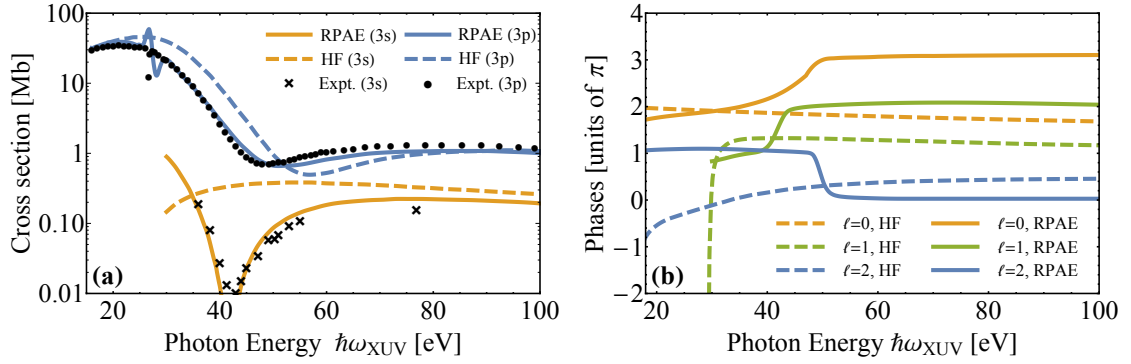 (a)
Cross section [Mb]
100
10
1
0.10
0.01
RPAE (3s)
RPAE (3p)
HF (3s)
HF (3p)
Expt. (3s)
Expt. (3p)
20
40
60
80
100
Photon Energy ℏω_XUV [eV]
(b)
Phases [units of π]
4
3
2
1
0
−1
−2
ℓ=0, HF
ℓ=0, RPAE
ℓ=1, HF
ℓ=1, RPAE
ℓ=2, HF
ℓ=2, RPAE
20
40
60
80
100
Photon Energy ℏω_XUV [eV]